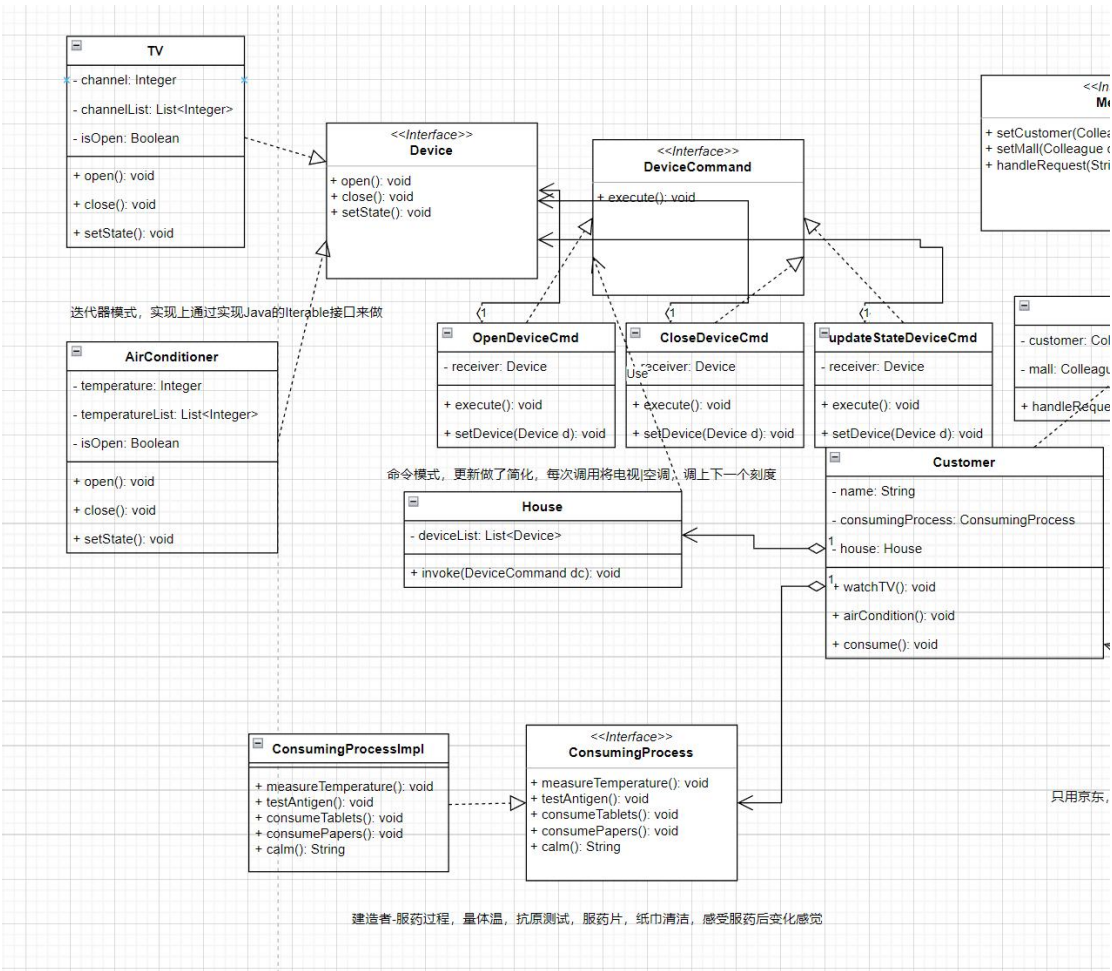 TV
- channel: Integer
- channelList: List<Integer>
- isOpen: Boolean
+ open(): void
+ close(): void
+ setState(): void
<<Interface>>
Device
+ open(): void
+ close(): void
+ setState(): void
<<Interface>>
DeviceCommand
+ execute(): void
+ setCustomer(
+ setMall(Colleague
+ handleRequest(
迭代器模式，实现上通过实现Java的Iterable接口来做
AirConditioner
- temperature: Integer
- temperatureList: List<Integer>
- isOpen: Boolean
+ open(): void
+ close(): void
+ setState(): void
1
OpenDeviceCmd
- receiver: Device
+ execute(): void
+ setDevice(Device d): void
1
CloseDeviceCmd
- receiver: Device
Use
+ execute(): void
+ setDevice(Device d): void
1
updateStateDeviceCmd
- receiver: Device
+ execute(): void
+ setDevice(Device d): void
- customer:
- mall:
+
命令模式，更新做了简化，每次调用将电视|空调，调上下一个刻度
House
- deviceList: List<Device>
+ invoke(DeviceCommand dc): void
Customer
- name: String
- consumingProcess: ConsumingProcess
1
- house: House
1
+ watchTV(): void
+ airCondition(): void
+ consume(): void
ConsumingProcessImpl
+ measureTemperature(): void
+ testAntigen(): void
+ consumeTablets(): void
+ consumePapers(): void
+ calm(): String
<<Interface>>
ConsumingProcess
+ measureTemperature(): void
+ testAntigen(): void
+ consumeTablets(): void
+ consumePapers(): void
+ calm(): String
只用京东，
建造者-服药过程，量体温，抗原测试，服药片，纸巾清洁，感受服药后变化感觉